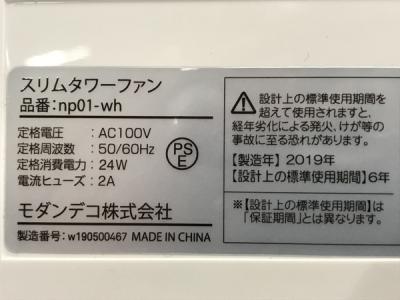 スリムタワーファン
品番:np01-wh
定格電圧 : AC100V
定格周波数 : 50/60Hz
定格消費電力 : 24W
電流ヒューズ : 2A
PS
E
モダンデコ株式会社
製造番号: w190500467 MADE IN CHINA
設計上の標準使用期間を
超えて使用されますと、
経年劣化による発火、けが等の
事故に至る恐れがあります。
【製造年】2019年
【設計上の標準使用期間】6年
※【設計上の標準使用期間】は
「保証期間」とは異なります。